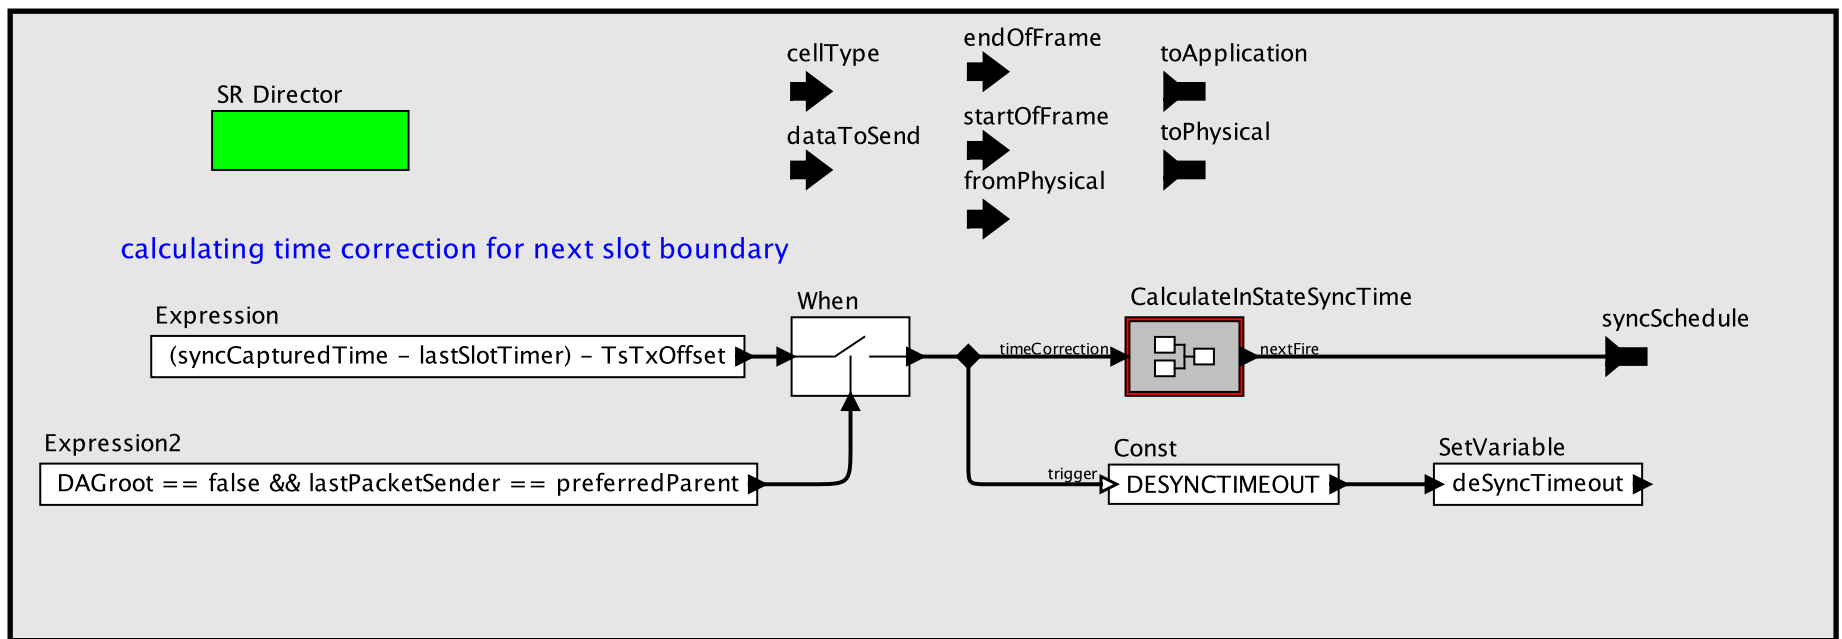 endOfFrame
cellType
toApplication
SR Director
startOfFrame
dataToSend
toPhysical
fromPhysical
calculating time correction for next slot boundary
When
CalculateInStateSyncTime
Expression
syncSchedule
(syncCapturedTime - lastSlotTimer) - TsTxOffset
timeCorrection
nextFire
Expression2
Const
SetVariable
trigger
DAGroot == false && lastPacketSender == preferredParent
DESYNCTIMEOUT
deSyncTimeout